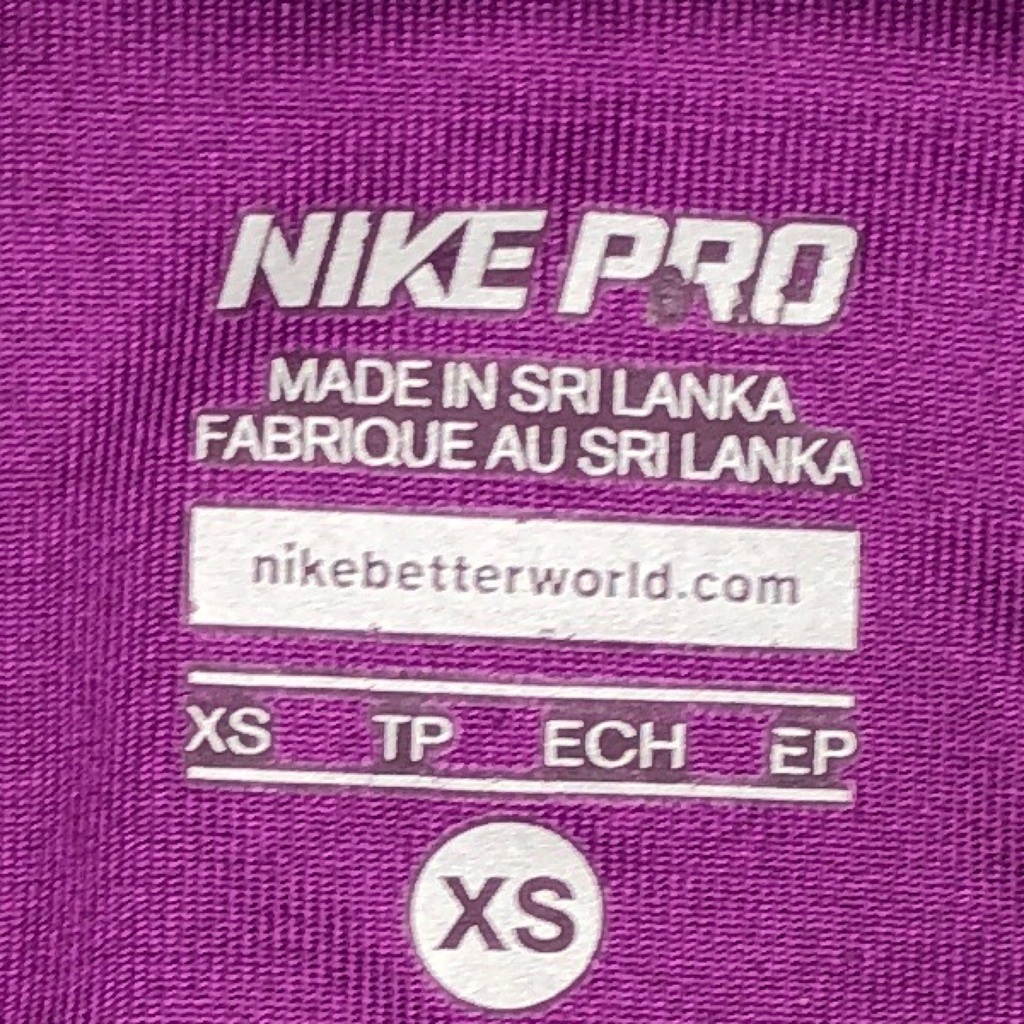 NIKE PRO
MADE IN SRI LANKA
FABRIQUE AU SRI LANKA
nikebetterworld.com
XS TP ECH EP
XS